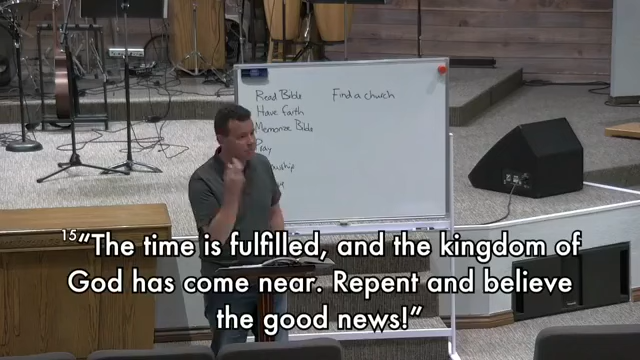 Read Bible Find a church
Have faith
Memorize Bible
¹⁵“The time is fulfilled, and the kingdom of
God has come near. Repent and believe
the good news!”